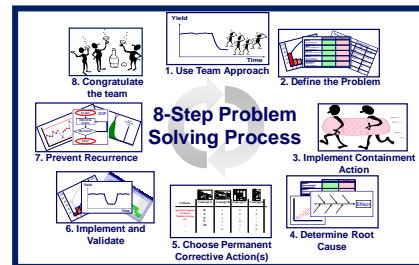 Yield
Time
1. Use Team Approach
2. Define the Problem
3. Implement Containment
Action
Effect
4. Determine Root
Cause
5. Choose Permanent
Corrective Action(s)
Yield
Time
6. Implement and
Validate
7. Prevent Recurrence
8. Congratulate
the team
8-Step Problem
Solving Process